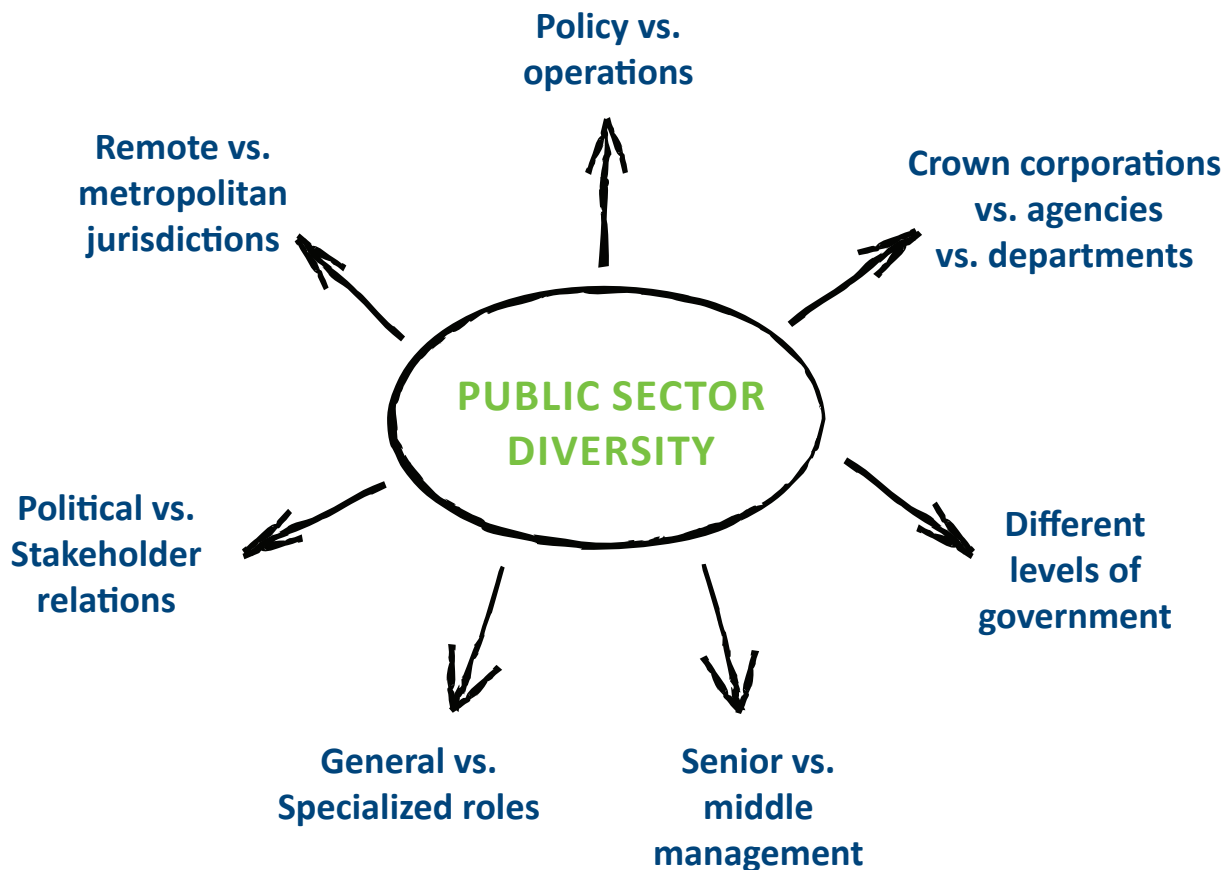 Policy vs.
operations
Remote vs.
metropolitan
jurisdictions
Crown corporations
vs. agencies
vs. departments
PUBLIC SECTOR
DIVERSITY
Political vs.
Stakeholder
relations
Different
levels of
government
General vs.
Specialized roles
Senior vs.
middle
management